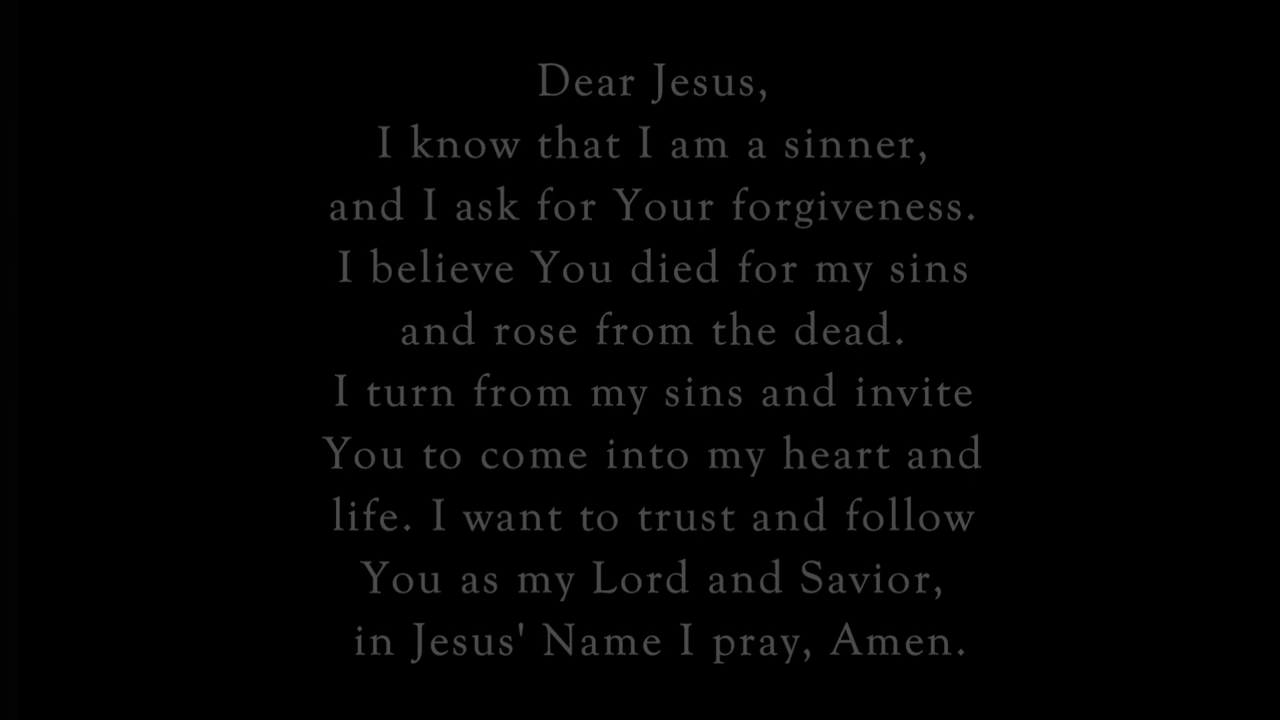 Dear Jesus,
I know that I am a sinner,
and I ask for Your forgiveness.
I believe You died for my sins
and rose from the dead.
I turn from my sins and invite
You to come into my heart and
life. I want to trust and follow
You as my Lord and Savior,
in Jesus' Name I pray, Amen.